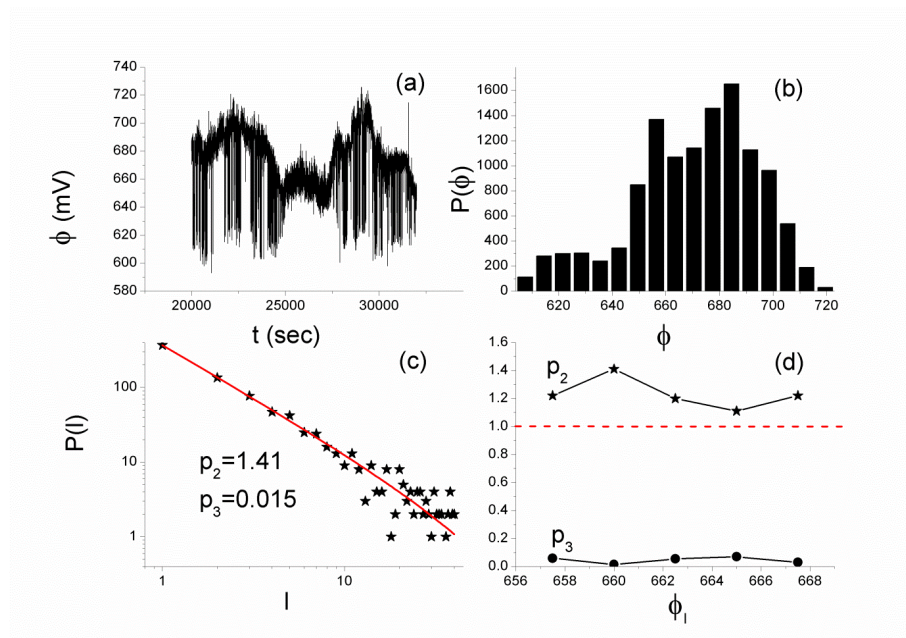 (a)
740
720
700
680
660
640
620
600
580
ϕ (mV)
20000 25000 30000
t (sec)
(b)
1600
1400
1200
1000
800
600
400
200
0
P(ϕ)
620 640 660 680 700 720
ϕ
(c)
100
10
1
P(l)
p2=1.41
p3=0.015
1 10
l
(d)
1.6
1.4
1.2
1.0
0.8
0.6
0.4
0.2
0.0
p2
p3
656 658 660 662 664 666 668
ϕl